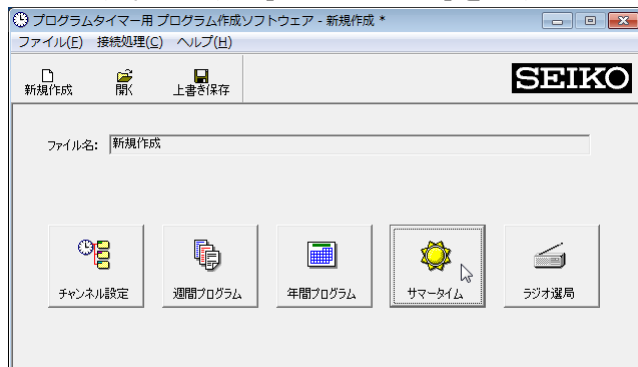 プログラムタイマー用 プログラム作成ソフトウェア - 新規作成 *
ファイル(F) 接続処理(C) ヘルプ(H)
新規作成 開く 上書き保存
SEIKO
ファイル名: 新規作成
チャンネル設定 週間プログラム 年間プログラム サマータイム ラジオ選局